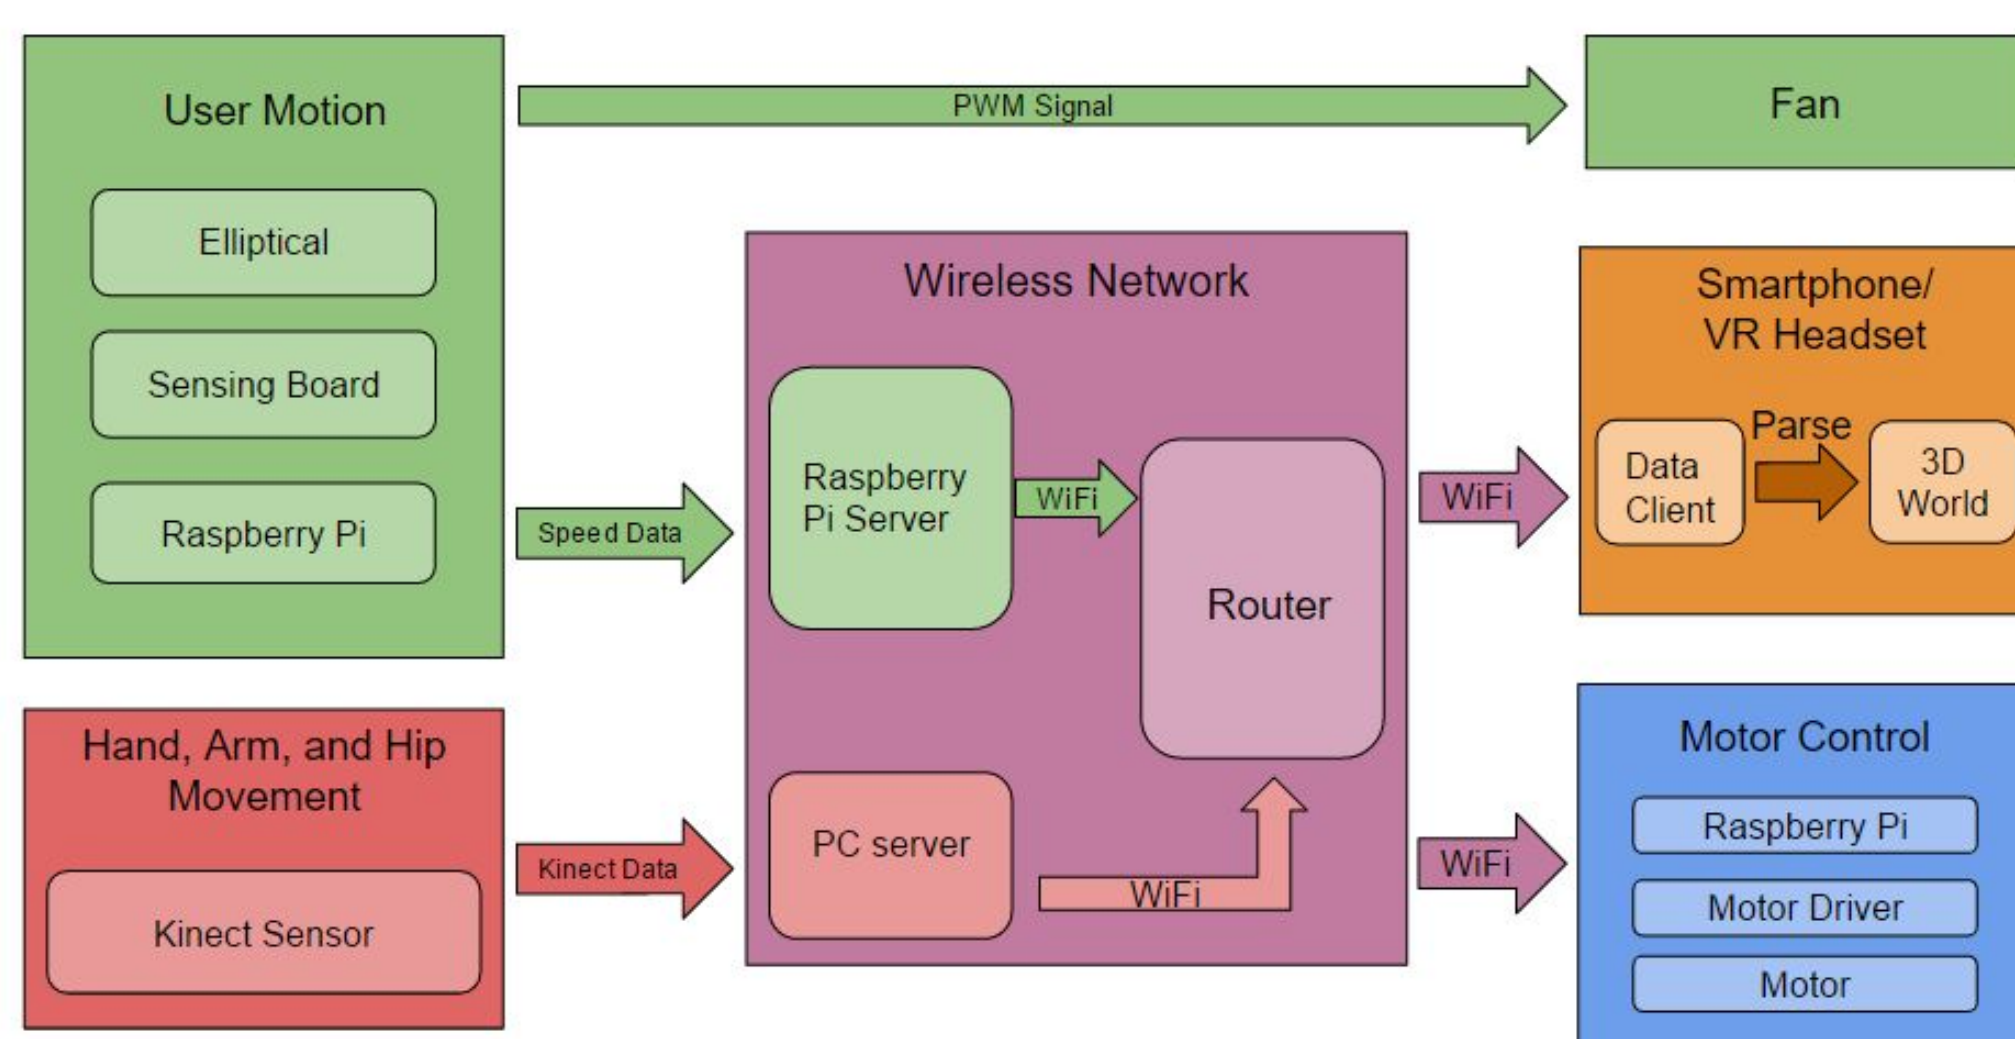 User Motion
Elliptical
Sensing Board
Raspberry Pi
PWM Signal
Fan
Speed Data
Hand, Arm, and Hip
Movement
Kinect Sensor
Kinect Data
Wireless Network
Raspberry
Pi Server
WiFi
Router
PC server
WiFi
WiFi
Smartphone/
VR Headset
Data
Client
Parse
3D
World
WiFi
Motor Control
Raspberry Pi
Motor Driver
Motor